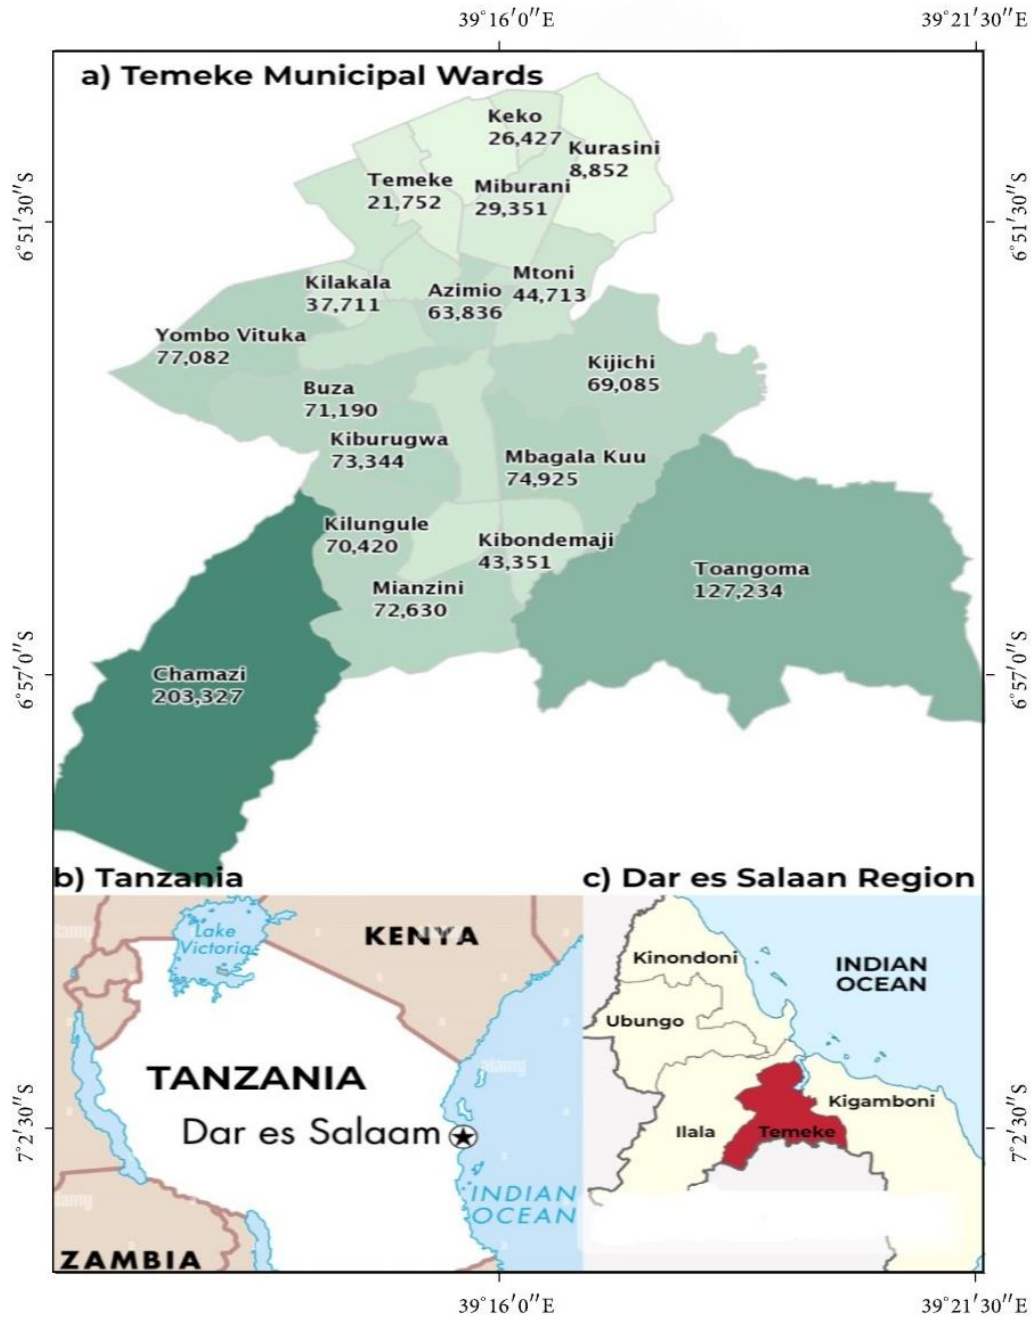 39°16′0″E
39°21′30″E
a) Temeke Municipal Wards
Keko
26,427
Kurasini
8,852
Temeke
21,752
Miburani
29,351
6°51′30″S
6°51′30″S
Kilakala
37,711
Azimio
63,836
Mtoni
44,713
Yombo Vituka
77,082
Kijichi
69,085
Buza
71,190
Kiburugwa
73,344
Mbagala Kuu
74,925
Kilungule
70,420
Kibondemaji
43,351
Toangoma
127,234
Mianzini
72,630
Chamazi
203,327
6°57′0″S
6°57′0″S
b) Tanzania
c) Dar es Salaan Region
Lake
Victoria
KENYA
TANZANIA
Dar es Salaam
INDIAN
OCEAN
ZAMBIA
Kinondoni
INDIAN
OCEAN
Ubungo
Kigamboni
Ilala
Temeke
7°2′30″S
7°2′30″S
39°16′0″E
39°21′30″E